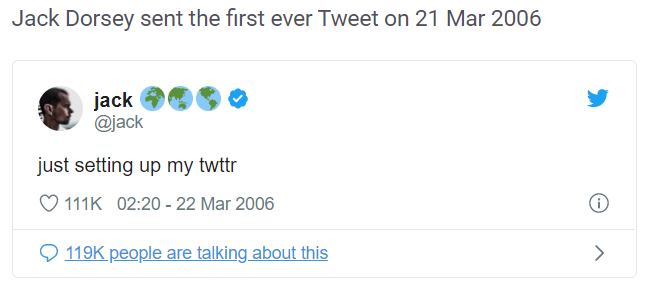 Jack Dorsey sent the first ever Tweet on 21 Mar 2006
jack 🌍🌏🌎
@jack
just setting up my twttr
111K 02:20 - 22 Mar 2006
119K people are talking about this